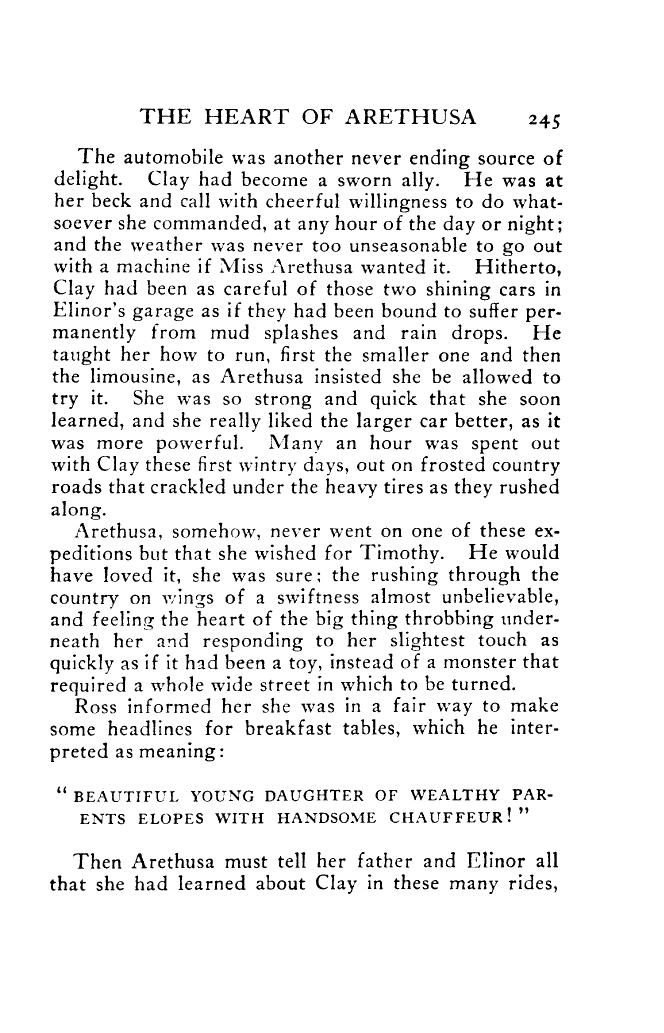 THE HEART OF ARETHUSA 245
The automobile was another never ending source of
delight. Clay had become a sworn ally. He was at
her beck and call with cheerful willingness to do what-
soever she commanded, at any hour of the day or night;
and the weather was never too unseasonable to go out
with a machine if Miss Arethusa wanted it. Hitherto,
Clay had been as careful of those two shining cars in
Elinor's garage as if they had been bound to suffer per-
manently from mud splashes and rain drops. He
taught her how to run, first the smaller one and then
the limousine, as Arethusa insisted she be allowed to
try it. She was so strong and quick that she soon
learned, and she really liked the larger car better, as it
was more powerful. Many an hour was spent out
with Clay these first wintry days, out on frosted country
roads that crackled under the heavy tires as they rushed
along.
Arethusa, somehow, never went on one of these ex-
peditions but that she wished for Timothy. He would
have loved it, she was sure; the rushing through the
country on wings of a swiftness almost unbelievable,
and feeling the heart of the big thing throbbing under-
neath her and responding to her slightest touch as
quickly as if it had been a toy, instead of a monster that
required a whole wide street in which to be turned.
Ross informed her she was in a fair way to make
some headlines for breakfast tables, which he inter-
preted as meaning:
" BEAUTIFUL YOUNG DAUGHTER OF WEALTHY PAR-
ENTS ELOPES WITH HANDSOME CHAUFFEUR! "
Then Arethusa must tell her father and Elinor all
that she had learned about Clay in these many rides,